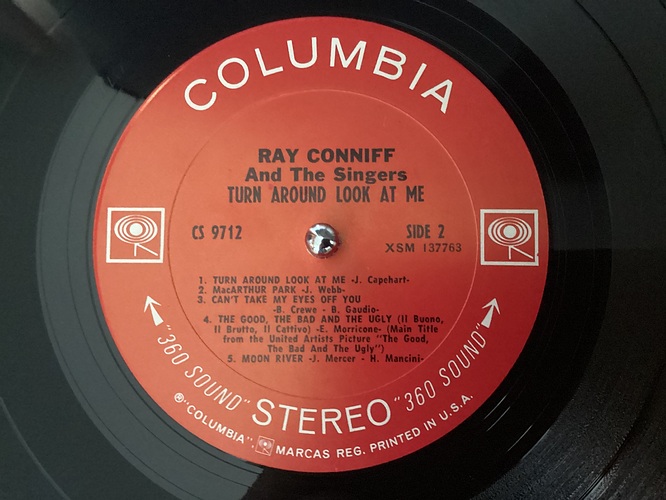 COLUMBIA
RAY CONNIFF
And The Singers
TURN AROUND LOOK AT ME
CS 9712
SIDE 2
XSM 137763
1. TURN AROUND LOOK AT ME -J. Capehart-
2. MacARTHUR PARK -J. Webb-
3. CAN'T TAKE MY EYES OFF YOU
-B. Crewe - B. Gaudio-
4. THE GOOD, THE BAD AND THE UGLY (Il Buono,
Il Brutto, Il Cattivo) -E. Morricone- (Main Title
from the United Artists Picture "The Good,
The Bad And The Ugly")
5. MOON RIVER -J. Mercer - H. Mancini-
"360 SOUND" STEREO "360 SOUND"
®"COLUMBIA", MARCAS REG. PRINTED IN U.S.A.